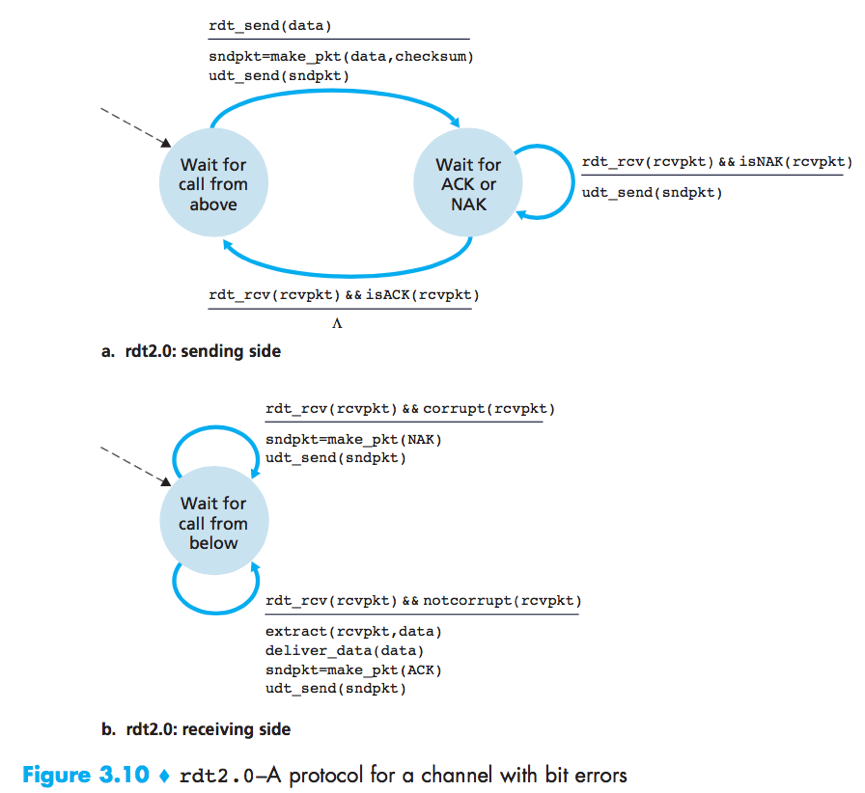 rdt_send(data)
sndpkt=make_pkt(data,checksum)
udt_send(sndpkt)
Wait for
call from
above
Wait for
ACK or
NAK
rdt_rcv(rcvpkt) && isNAK(rcvpkt)
udt_send(sndpkt)
rdt_rcv(rcvpkt) && isACK(rcvpkt)
Λ
a. rdt2.0: sending side
rdt_rcv(rcvpkt) && corrupt(rcvpkt)
sndpkt=make_pkt(NAK)
udt_send(sndpkt)
Wait for
call from
below
rdt_rcv(rcvpkt) && notcorrupt(rcvpkt)
extract(rcvpkt,data)
deliver_data(data)
sndpkt=make_pkt(ACK)
udt_send(sndpkt)
b. rdt2.0: receiving side
Figure 3.10 ♦ rdt2.0–A protocol for a channel with bit errors